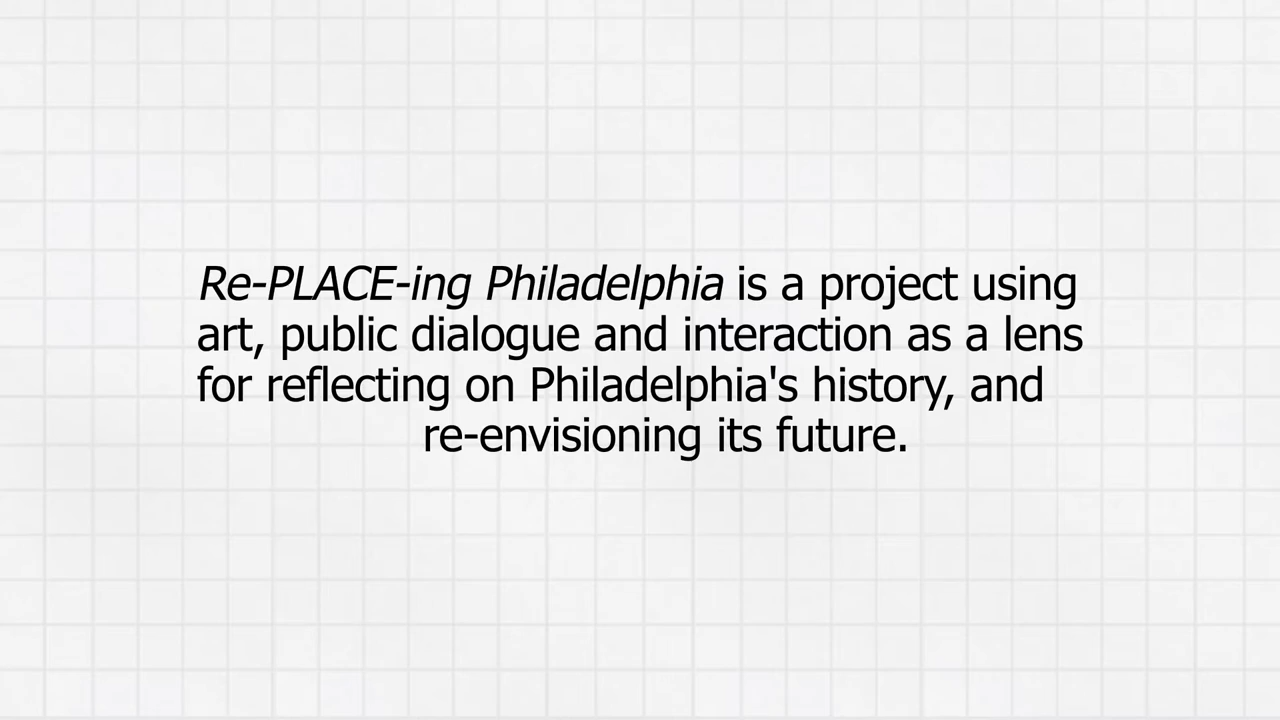 Re-PLACE-ing Philadelphia is a project using
art, public dialogue and interaction as a lens
for reflecting on Philadelphia's history, and
re-envisioning its future.